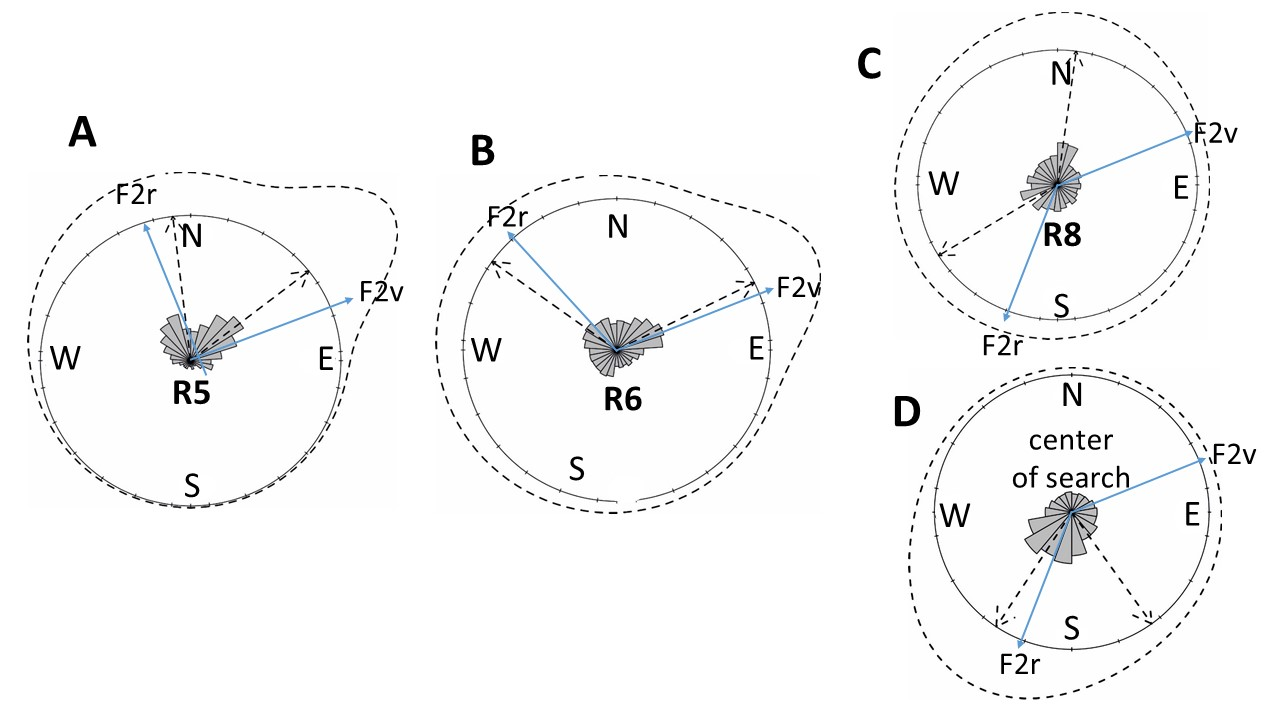 A
F2r
N
F2v
W
E
R5
S
B
F2r
N
F2v
W
E
R6
S
C
N
F2v
W
E
R8
S
F2r
D
N
center
of search
F2v
W
E
S
F2r